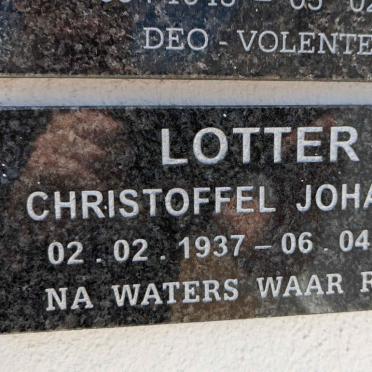 DEO - VOLENTE
LOTTER
CHRISTOFFEL JOHA
02 . 02 . 1937 – 06 . 04
NA WATERS WAAR R